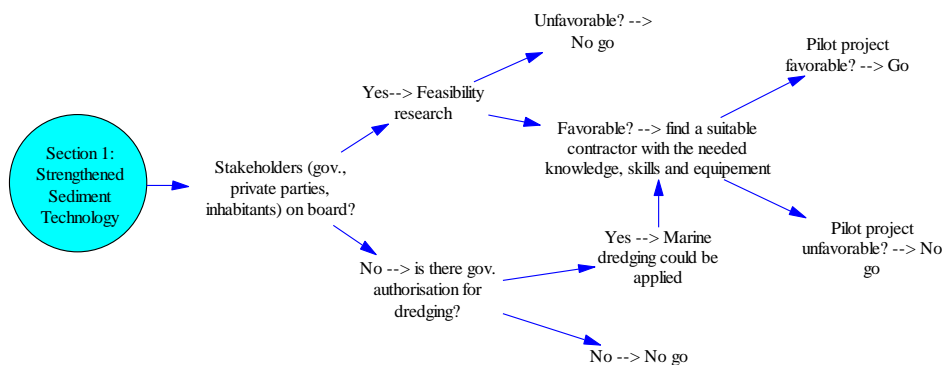 Section 1:
Strengthened
Sediment
Technology
Stakeholders (gov.,
private parties,
inhabitants) on board?
Yes--> Feasibility
research
Unfavorable? -->
No go
Favorable? --> find a suitable
contractor with the needed
knowledge, skills and equipement
Pilot project
favorable? --> Go
Pilot project
unfavorable? --> No
go
No --> is there gov.
authorisation for
dredging?
Yes --> Marine
dredging could be
applied
No --> No go